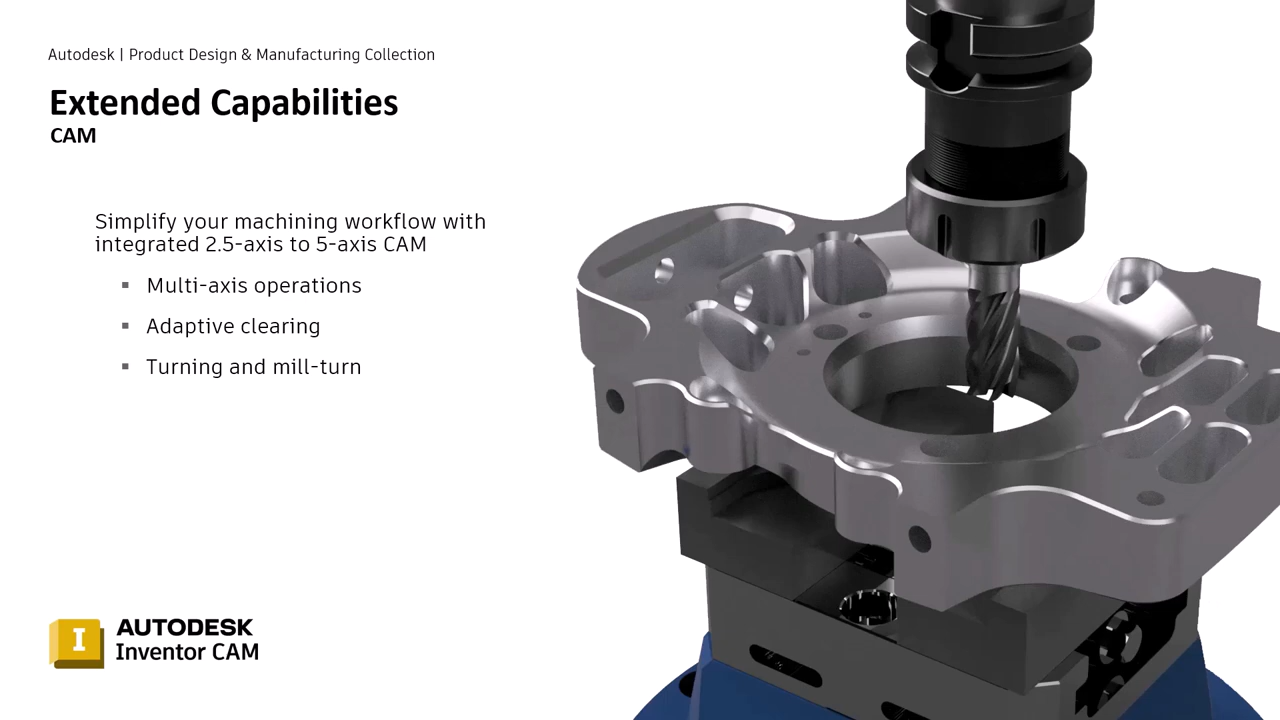 Autodesk | Product Design & Manufacturing Collection
Extended Capabilities
CAM
Simplify your machining workflow with
integrated 2.5-axis to 5-axis CAM
▪ Multi-axis operations
▪ Adaptive clearing
▪ Turning and mill-turn
I
AUTODESK
Inventor CAM